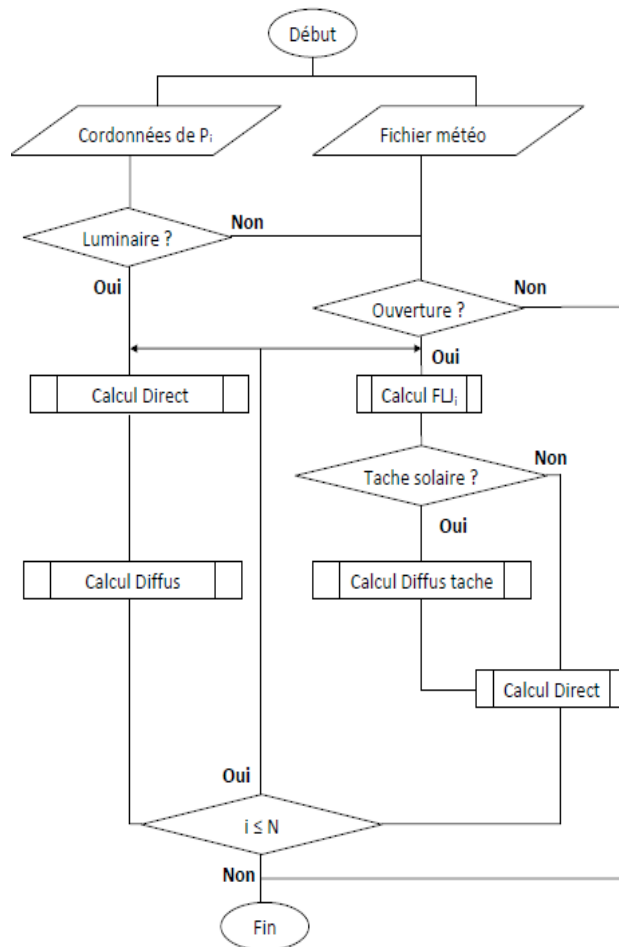 Début
Cordonnées de Pi
Fichier météo
Luminaire ?
Non
Oui
Ouverture ?
Non
Oui
Calcul Direct
Calcul FLJi
Tache solaire ?
Non
Oui
Calcul Diffus
Calcul Diffus tache
Calcul Direct
Oui
i ≤ N
Non
Fin